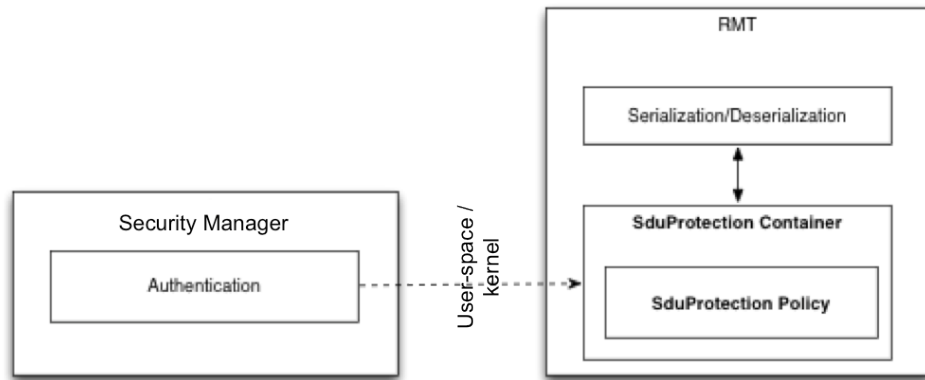 RMT
Serialization/Deserialization
Security Manager
Authentication
User-space /
kernel
SduProtection Container
SduProtection Policy